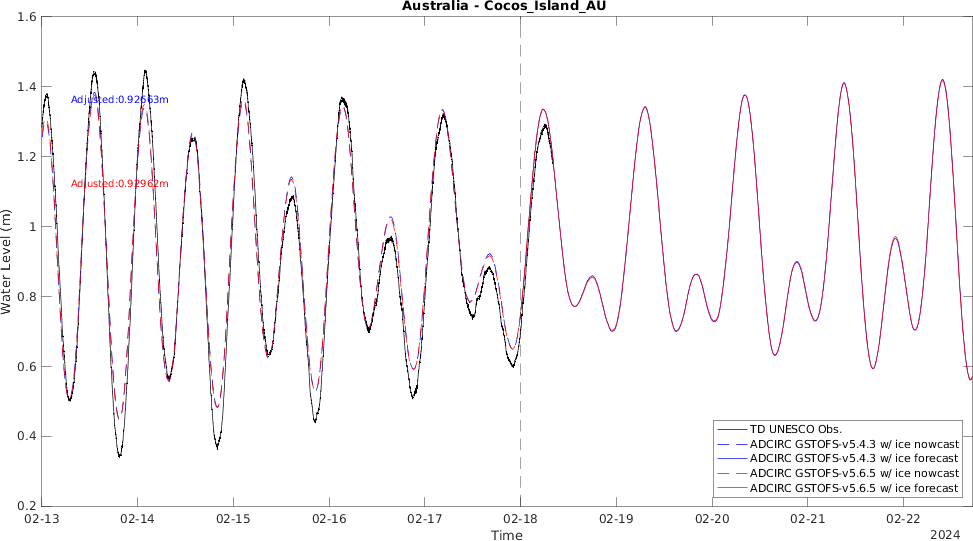 Australia - Cocos_Island_AU
1.6
1.4
1.2
1
0.8
0.6
0.4
0.2
Water Level (m)
Adjusted:0.92563m
Adjusted:0.92962m
TD UNESCO Obs.
ADCIRC GSTOFS-v5.4.3 w/ ice nowcast
ADCIRC GSTOFS-v5.4.3 w/ ice forecast
ADCIRC GSTOFS-v5.6.5 w/ ice nowcast
ADCIRC GSTOFS-v5.6.5 w/ ice forecast
02-13 02-14 02-15 02-16 02-17 02-18 02-19 02-20 02-21 02-22
Time
2024